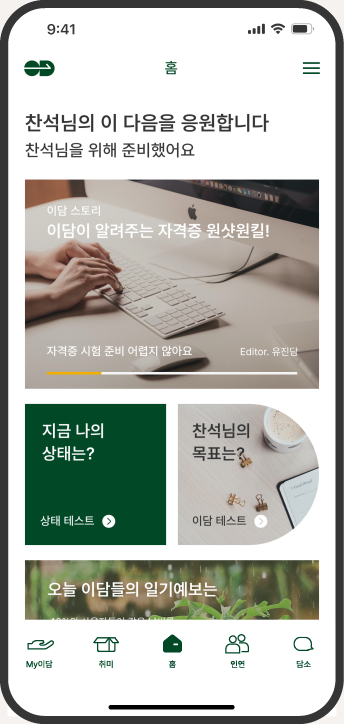 9:41
홈
찬석님의 이 다음을 응원합니다
찬석님을 위해 준비했어요
이담 스토리
이담이 알려주는 자격증 원샷원킬!
자격증 시험 준비 어렵지 않아요
Editor. 유진담
지금 나의
상태는?
상태 테스트
찬석님의
목표는?
이담 테스트
오늘 이담들의 일기예보는
My이담
취미
홈
인연
담소